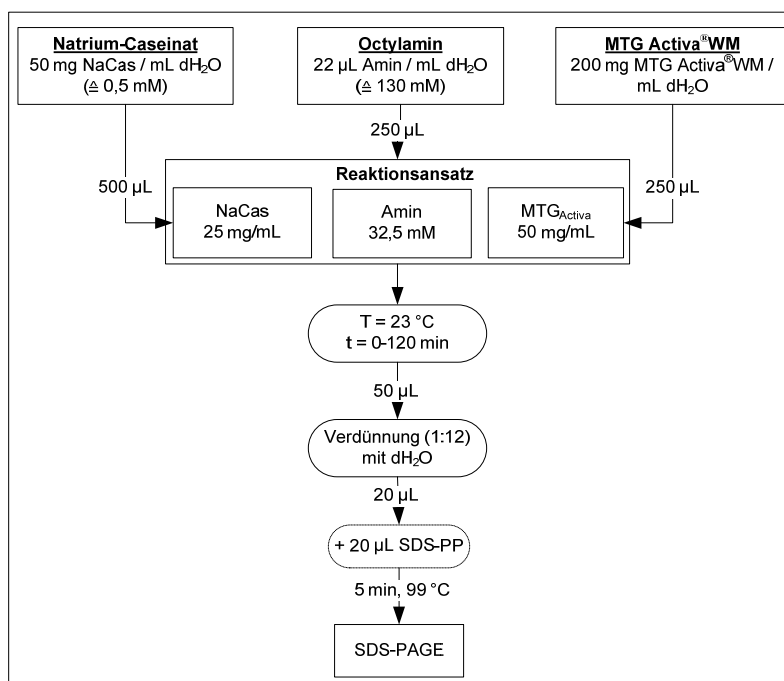 Natrium-Caseinat
50 mg NaCas / mL dH₂O
(≙ 0,5 mM)
Octylamin
22 µL Amin / mL dH₂O
(≙ 130 mM)
MTG Activa®WM
200 mg MTG Activa®WM /
mL dH₂O
500 µL
250 µL
250 µL
Reaktionsansatz
NaCas
25 mg/mL
Amin
32,5 mM
MTG_Activa
50 mg/mL
T = 23 °C
t = 0-120 min
50 µL
Verdünnung (1:12)
mit dH₂O
20 µL
+ 20 µL SDS-PP
5 min, 99 °C
SDS-PAGE